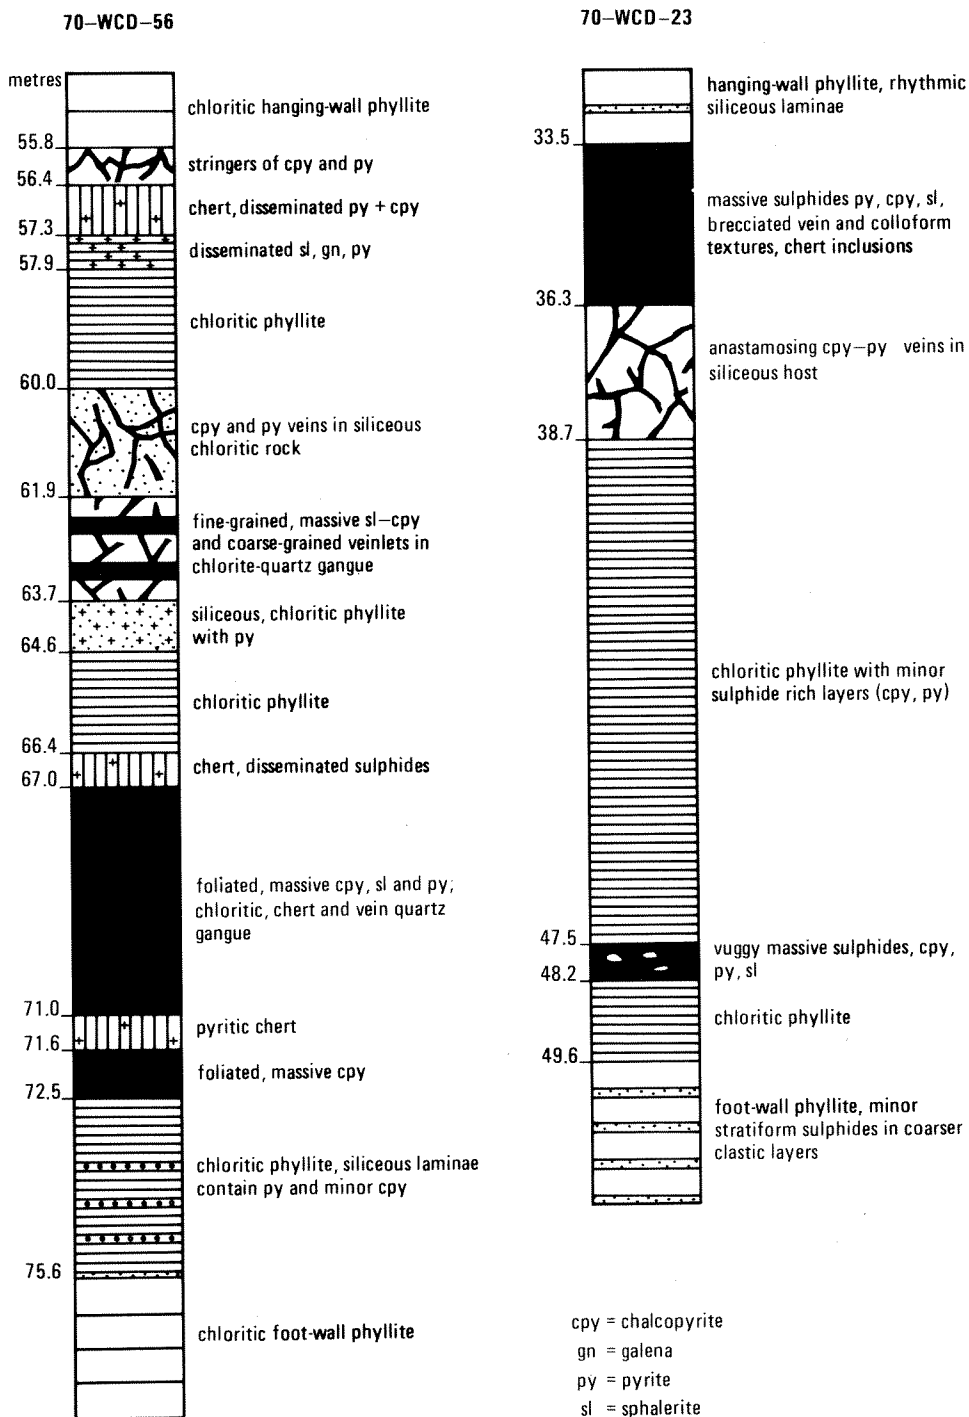 70–WCD–56
metres
chloritic hanging-wall phyllite
55.8
stringers of cpy and py
56.4
chert, disseminated py + cpy
57.3
disseminated sl, gn, py
57.9
chloritic phyllite
60.0
cpy and py veins in siliceous
chloritic rock
61.9
fine-grained, massive sl–cpy
and coarse-grained veinlets in
chlorite-quartz gangue
63.7
siliceous, chloritic phyllite
with py
64.6
chloritic phyllite
66.4
chert, disseminated sulphides
67.0
foliated, massive cpy, sl and py;
chloritic, chert and vein quartz
gangue
71.0
pyritic chert
71.6
foliated, massive cpy
72.5
chloritic phyllite, siliceous laminae
contain py and minor cpy
75.6
chloritic foot-wall phyllite
70–WCD–23
hanging-wall phyllite, rhythmic
siliceous laminae
33.5
massive sulphides py, cpy, sl,
brecciated vein and colloform
textures, chert inclusions
36.3
anastamosing cpy–py veins in
siliceous host
38.7
chloritic phyllite with minor
sulphide rich layers (cpy, py)
47.5
vuggy massive sulphides, cpy,
py, sl
48.2
chloritic phyllite
49.6
foot-wall phyllite, minor
stratiform sulphides in coarser
clastic layers
cpy = chalcopyrite
gn = galena
py = pyrite
sl = sphalerite